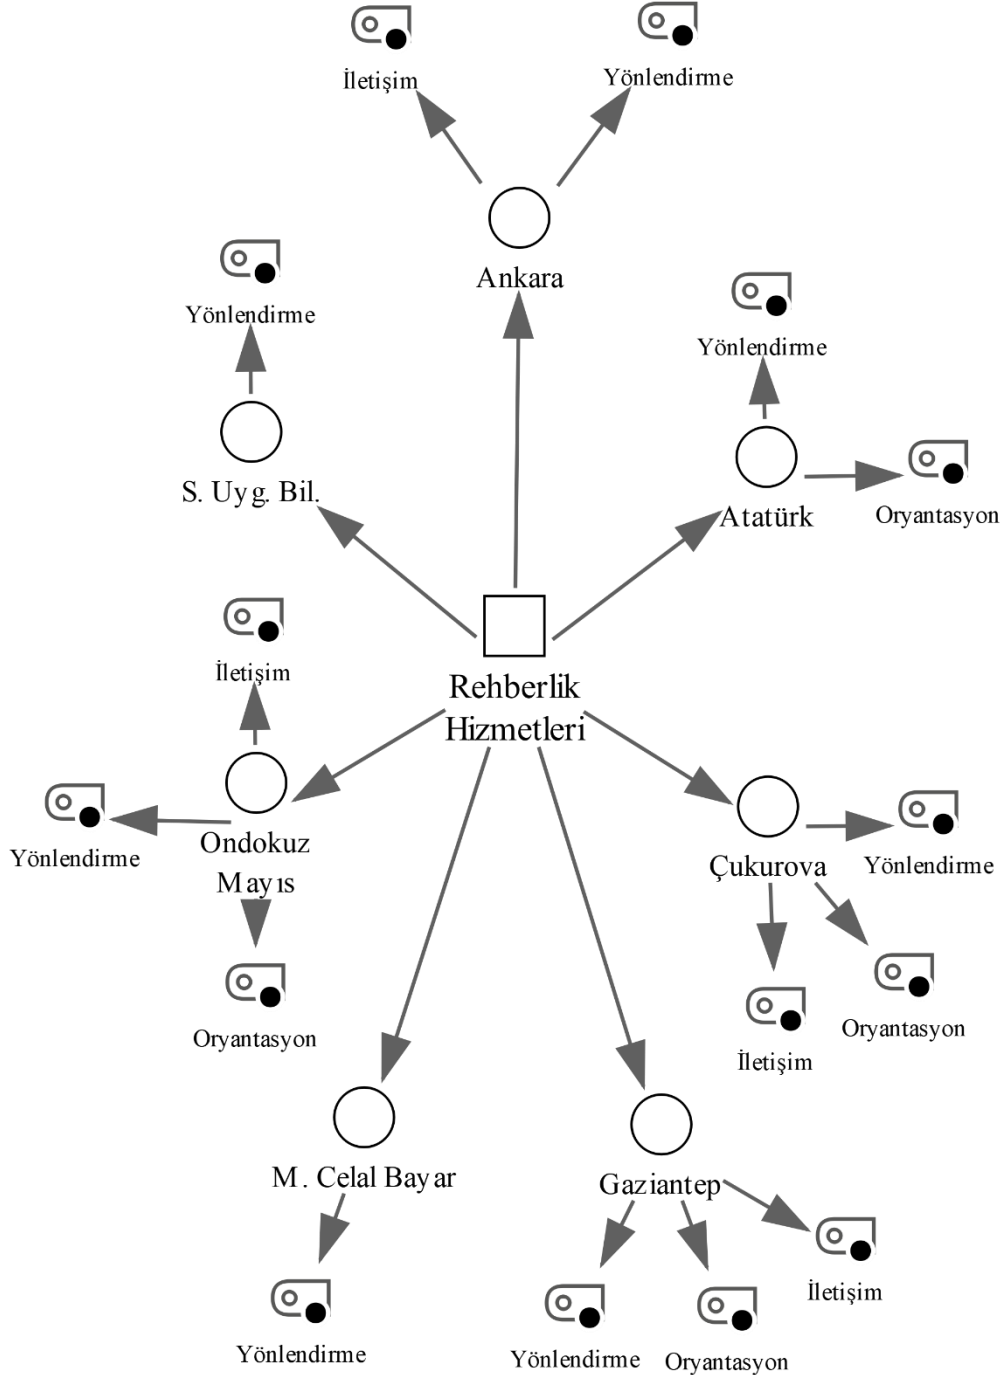 İletişim
Yönlendirme
Ankara
Yönlendirme
S. Uyg. Bil.
Yönlendirme
Atatürk
Oryantasyon
Rehberlik
Hizmetleri
İletişim
Yönlendirme
Ondokuz
Mayıs
Oryantasyon
Çukurova
Yönlendirme
İletişim
Oryantasyon
M. Celal Bayar
Yönlendirme
Gaziantep
Yönlendirme
Oryantasyon
İletişim